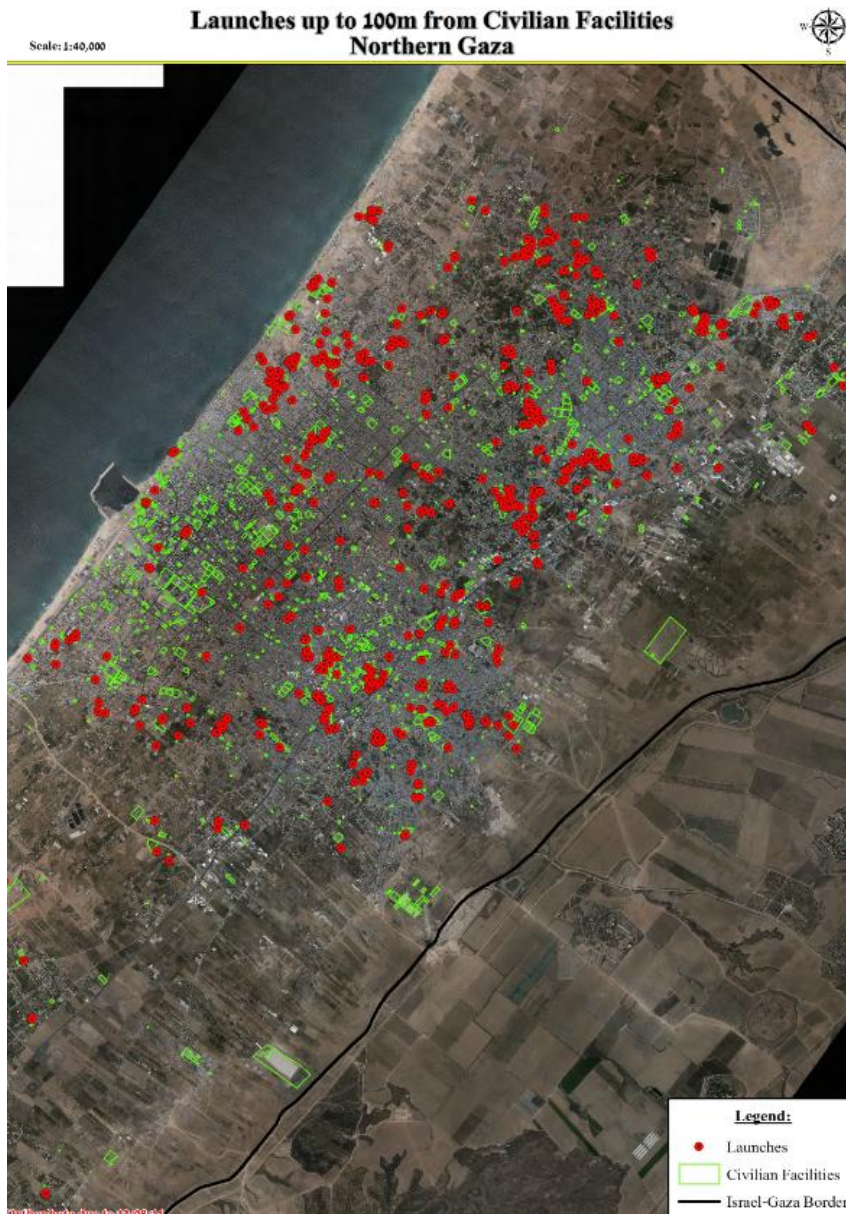 Launches up to 100m from Civilian Facilities
Northern Gaza
Scale: 1:40,000
W
S
Legend:
Launches
Civilian Facilities
Israel-Gaza Border